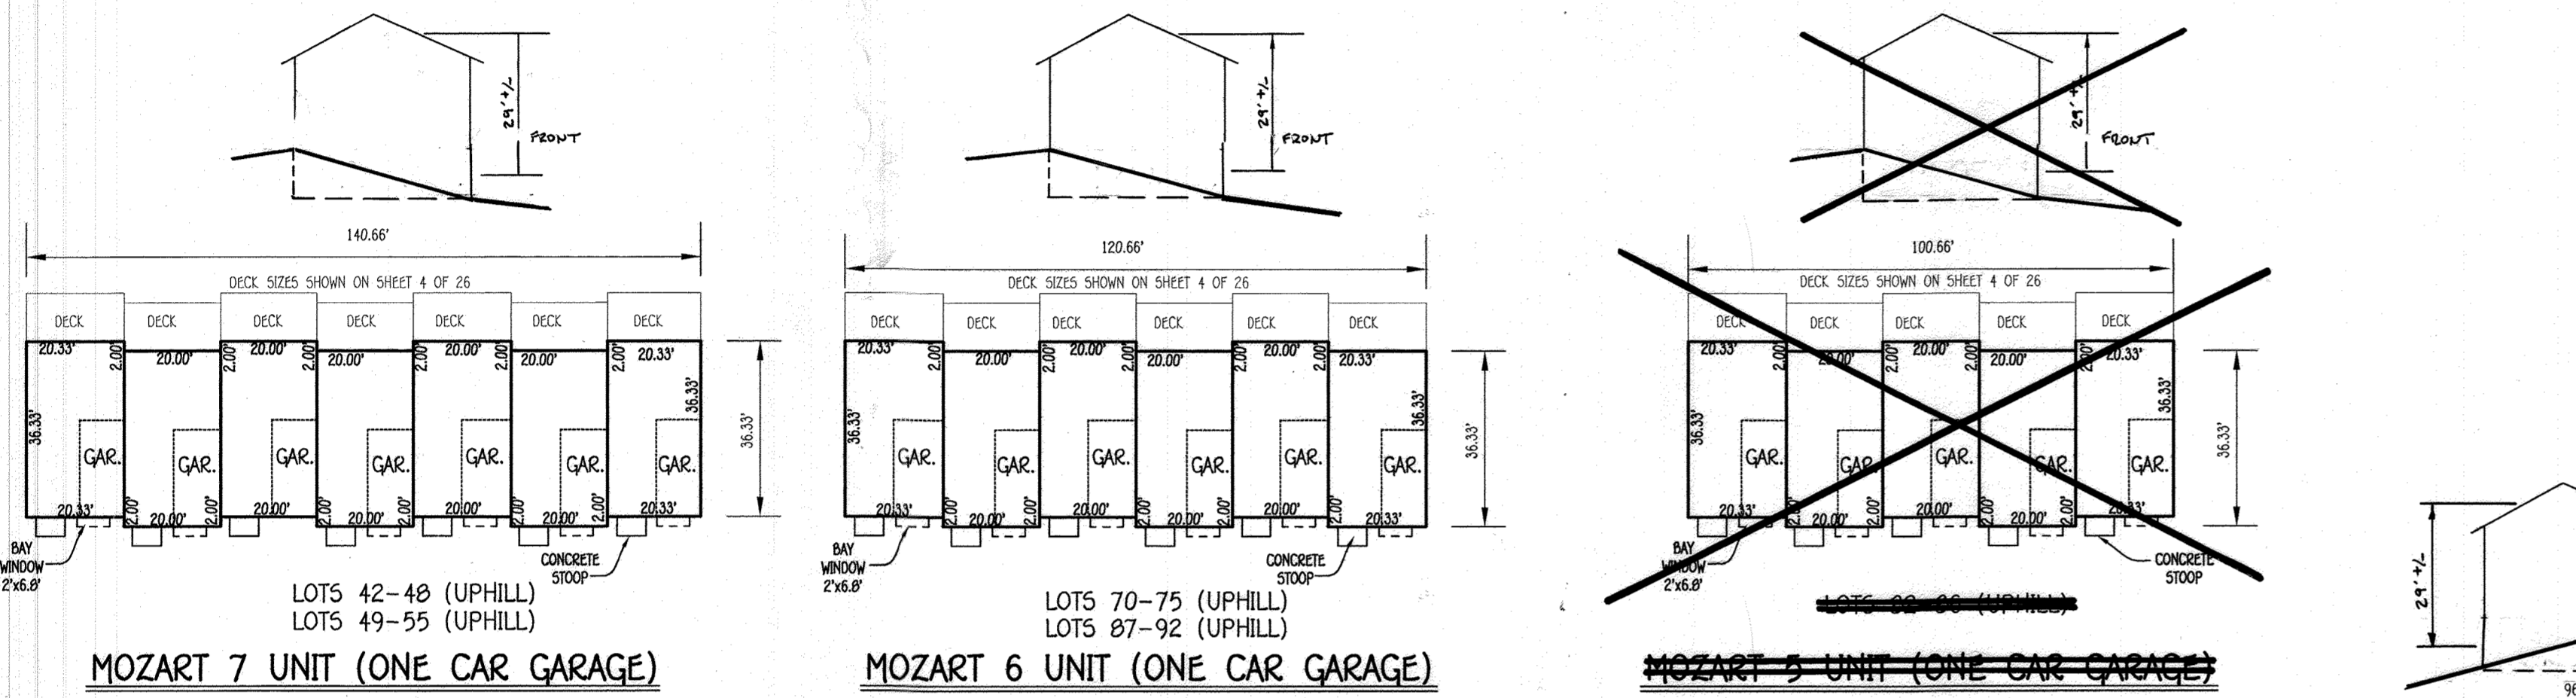 29' +/-
FRONT
140.66'
DECK SIZES SHOWN ON SHEET 4 OF 26
DECK DECK DECK DECK DECK DECK DECK
20.33' 2.00' 20.00' 2.00' 20.00' 2.00' 20.00' 2.00' 20.00' 2.00' 20.00' 2.00' 20.33'
36.33' 36.33' 36.33'
GAR. GAR. GAR. GAR. GAR. GAR. GAR.
20.33' 2.00' 20.00' 2.00' 20.00' 2.00' 20.00' 2.00' 20.00' 2.00' 20.00' 2.00' 20.33'
BAY
WINDOW
2'x6.8'
CONCRETE
STOOP
LOTS 42-48 (UPHILL)
LOTS 49-55 (UPHILL)
MOZART 7 UNIT (ONE CAR GARAGE)
29' +/-
FRONT
120.66'
DECK SIZES SHOWN ON SHEET 4 OF 26
DECK DECK DECK DECK DECK DECK
20.33' 2.00' 20.00' 2.00' 20.00' 2.00' 20.00' 2.00' 20.00' 2.00' 20.33'
36.33' 36.33' 36.33'
GAR. GAR. GAR. GAR. GAR. GAR.
20.33' 2.00' 20.00' 2.00' 20.00' 2.00' 20.00' 2.00' 20.00' 2.00' 20.33'
BAY
WINDOW
2'x6.8'
CONCRETE
STOOP
LOTS 70-75 (UPHILL)
LOTS 87-92 (UPHILL)
MOZART 6 UNIT (ONE CAR GARAGE)
29' +/-
FRONT
100.66'
DECK SIZES SHOWN ON SHEET 4 OF 26
DECK DECK DECK DECK DECK
20.33' 2.00' 20.00' 2.00' 20.00' 2.00' 20.00' 2.00' 20.33'
36.33' 36.33' 36.33'
GAR. GAR. GAR. GAR. GAR.
20.33' 2.00' 20.00' 2.00' 20.00' 2.00' 20.00' 2.00' 20.33'
BAY
WINDOW
2'x6.8'
CONCRETE
STOOP
LOTS (UPHILL)
MOZART 5 UNIT (ONE CAR GARAGE)
29' +/-